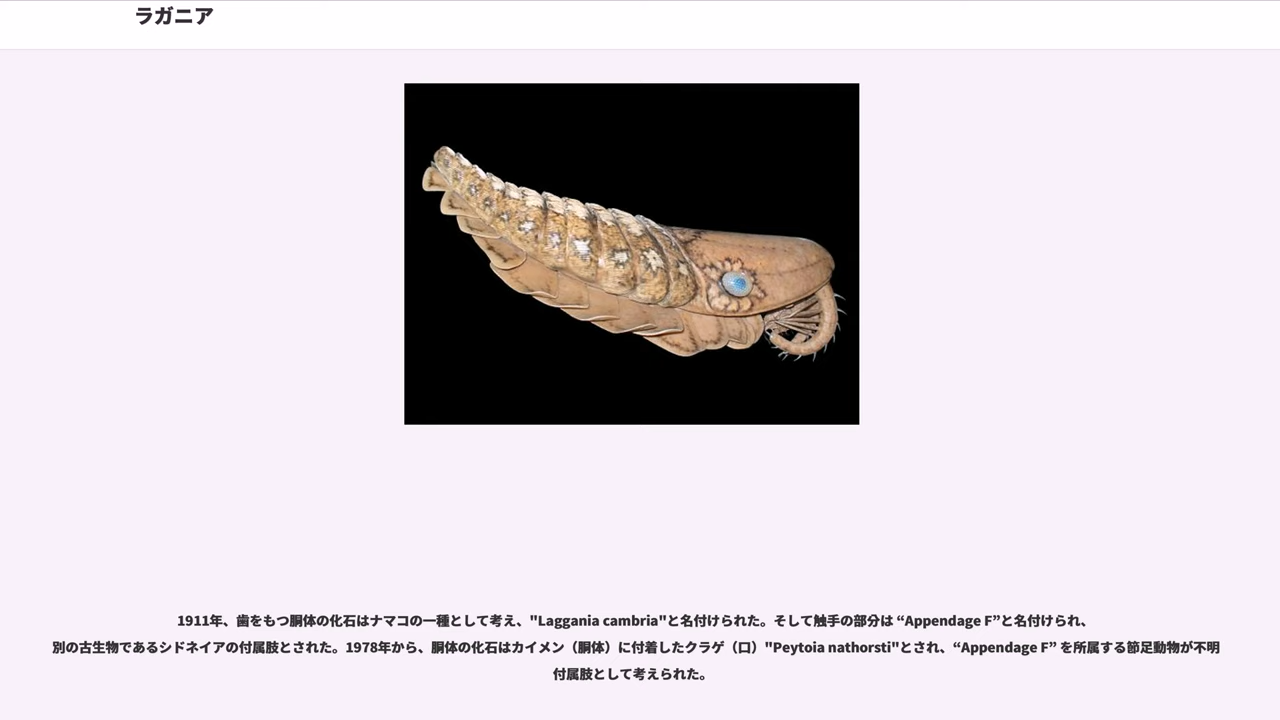 ラガニア
1911年、歯をもつ胴体の化石はナマコの一種として考え、"Laggania cambria"と名付けられた。そして触手の部分は “Appendage F”と名付けられ、
別の古生物であるシドネイアの付属肢とされた。1978年から、胴体の化石はカイメン（胴体）に付着したクラゲ（口）"Peytoia nathorsti"とされ、“Appendage F” を所属する節足動物が不明
付属肢として考えられた。